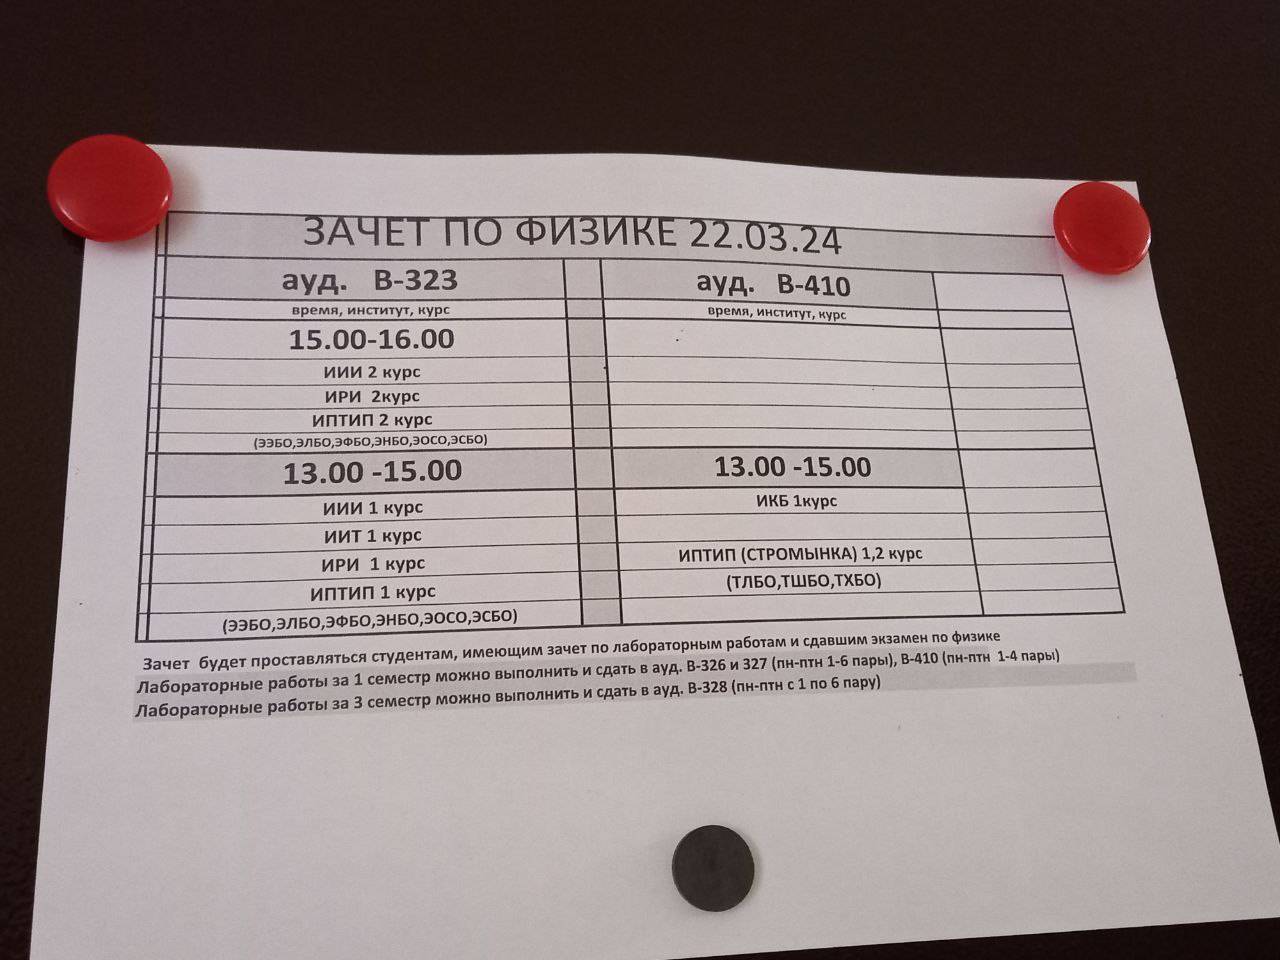 ЗАЧЕТ ПО ФИЗИКЕ 22.03.24
ауд. В-323 ауд. В-410
время, институт, курс время, институт, курс
15.00-16.00
ИИИ 2 курс
ИРИ 2курс
ИПТИП 2 курс
(ЭЭБО,ЭЛБО,ЭФБО,ЭНБО,ЭОСО,ЭСБО)
13.00 -15.00 13.00 -15.00
ИИИ 1 курс ИКБ 1курс
ИИТ 1 курс
ИРИ 1 курс ИПТИП (СТРОМЫНКА) 1,2 курс
ИПТИП 1 курс (ТЛБО,ТШБО,ТХБО)
(ЭЭБО,ЭЛБО,ЭФБО,ЭНБО,ЭОСО,ЭСБО)
Зачет будет проставляться студентам, имеющим зачет по лабораторным работам и сдавшим экзамен по физике
Лабораторные работы за 1 семестр можно выполнить и сдать в ауд. В-326 и 327 (пн-птн 1-6 пары), В-410 (пн-птн 1-4 пары)
Лабораторные работы за 3 семестр можно выполнить и сдать в ауд. В-328 (пн-птн с 1 по 6 пару)